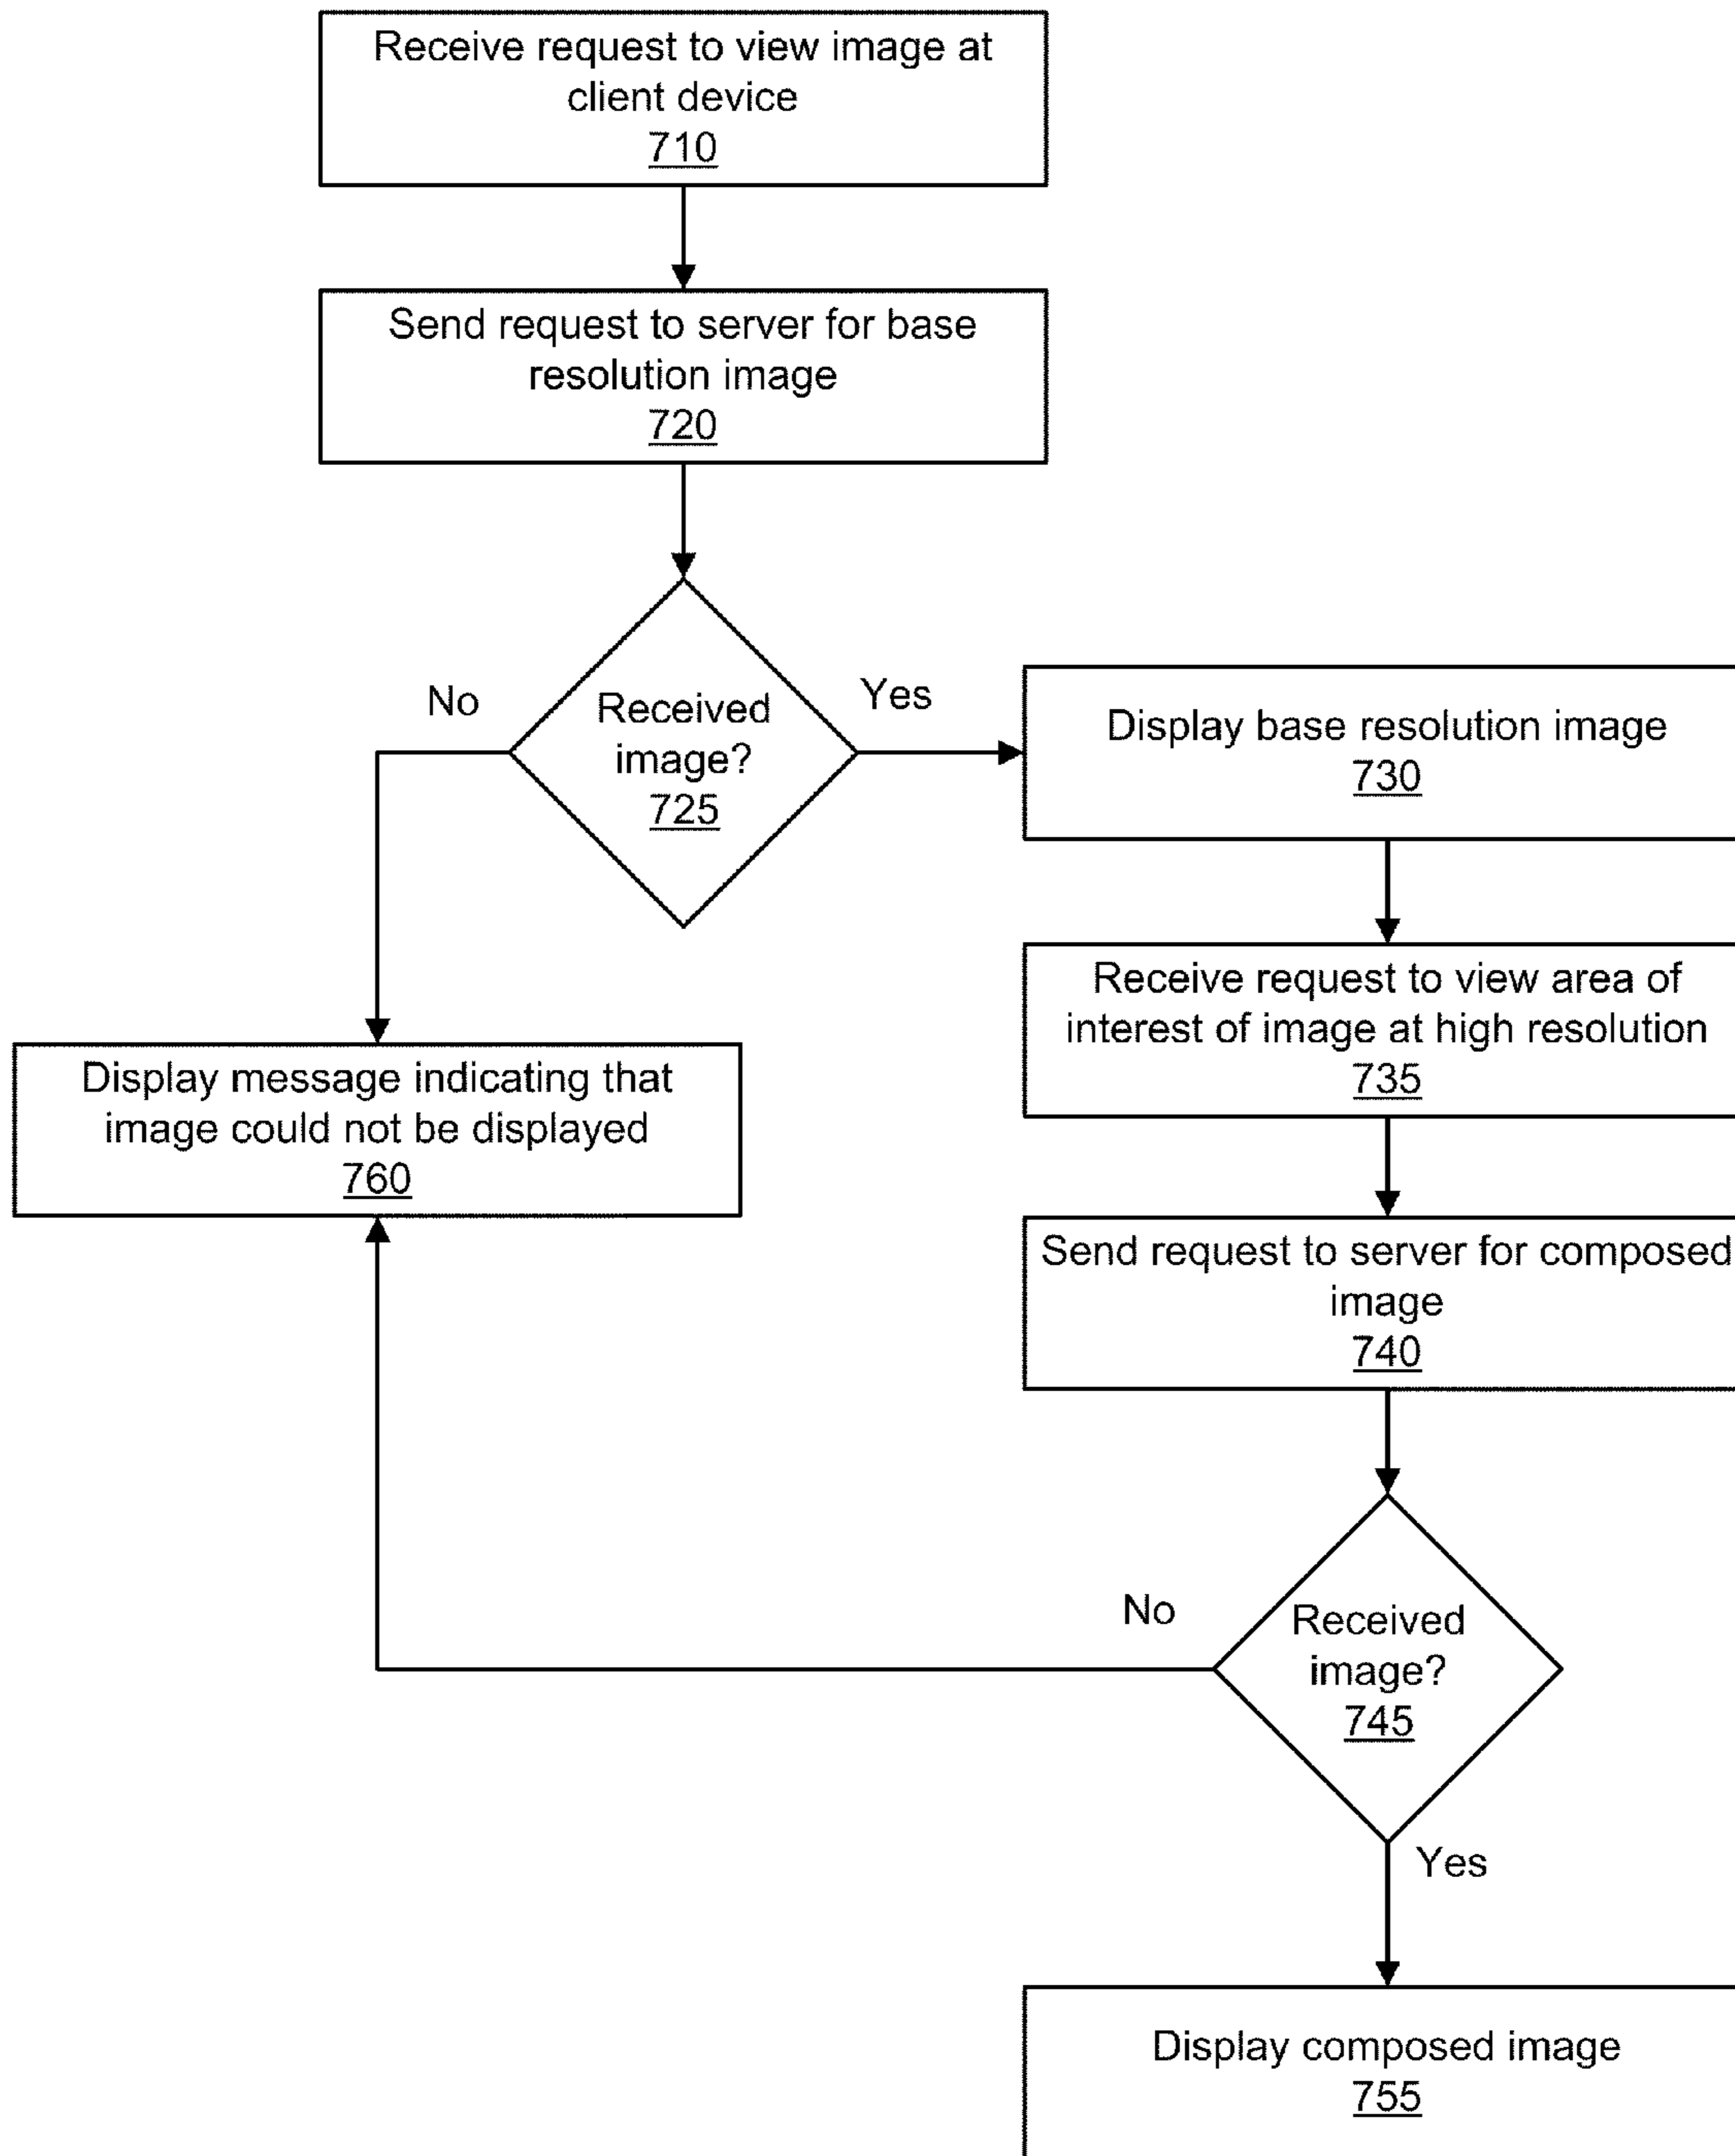 Receive request to view image at
client device
710
Send request to server for base
resolution image
720
No
Received
image?
725
Yes
Display base resolution image
730
Receive request to view area of
interest of image at high resolution
735
Display message indicating that
image could not be displayed
760
Send request to server for composed
image
740
No
Received
image?
745
Yes
Display composed image
755